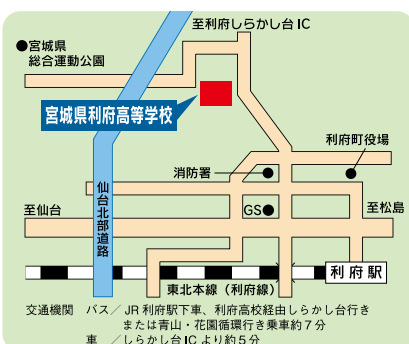 至利府しらかし台IC
●宮城県
総合運動公園
宮城県利府高等学校
利府町役場
消防署
仙台北部道路
至仙台
GS
至松島
利府駅
東北本線（利府線）
交通機関 バス／JR利府駅下車、利府高校経由しらかし台行き
または青山・花園循環行き乗車約7分
車 ／しらかし台ICより約5分